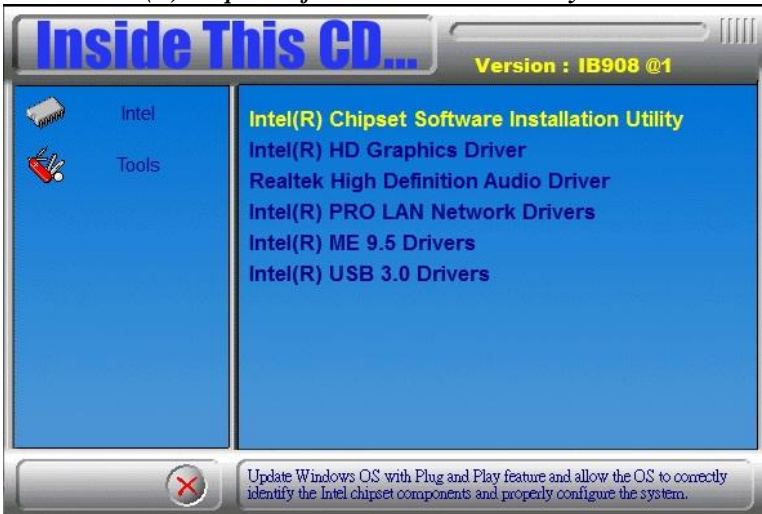 Inside This CD...
Version : IB908 @1
Intel
Tools
Intel(R) Chipset Software Installation Utility
Intel(R) HD Graphics Driver
Realtek High Definition Audio Driver
Intel(R) PRO LAN Network Drivers
Intel(R) ME 9.5 Drivers
Intel(R) USB 3.0 Drivers
Update Windows OS with Plug and Play feature and allow the OS to correctly
identify the Intel chipset components and properly configure the system.